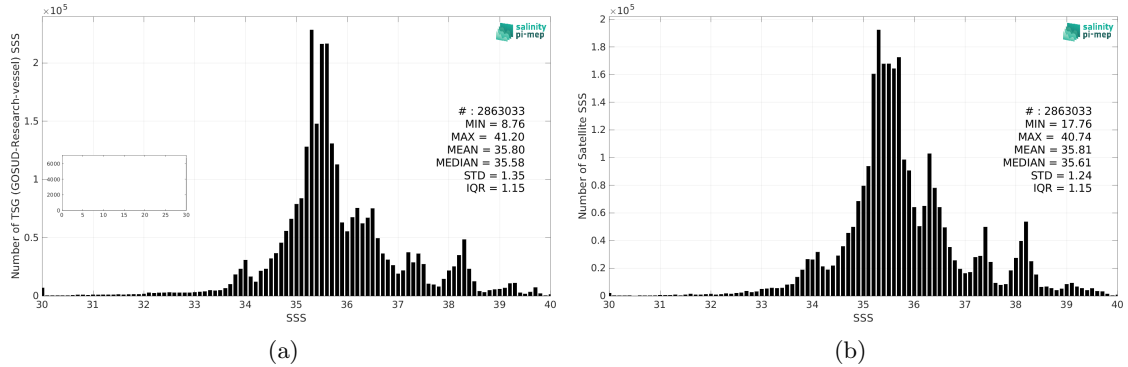 ×10^5
salinity
pi-mep
Number of TSG (GOSUD-Research-vessel) SSS
2
1.5
1
0.5
0
# : 2863033
MIN = 8.76
MAX = 41.20
MEAN = 35.80
MEDIAN = 35.58
STD = 1.35
IQR = 1.15
6000
4000
2000
0
0 5 10 15 20 25 30
30 31 32 33 34 35 36 37 38 39 40
SSS
(a)
×10^5
salinity
pi-mep
Number of Satellite SSS
2
1.8
1.6
1.4
1.2
1
0.8
0.6
0.4
0.2
0
# : 2863033
MIN = 17.76
MAX = 40.74
MEAN = 35.81
MEDIAN = 35.61
STD = 1.24
IQR = 1.15
30 31 32 33 34 35 36 37 38 39 40
SSS
(b)